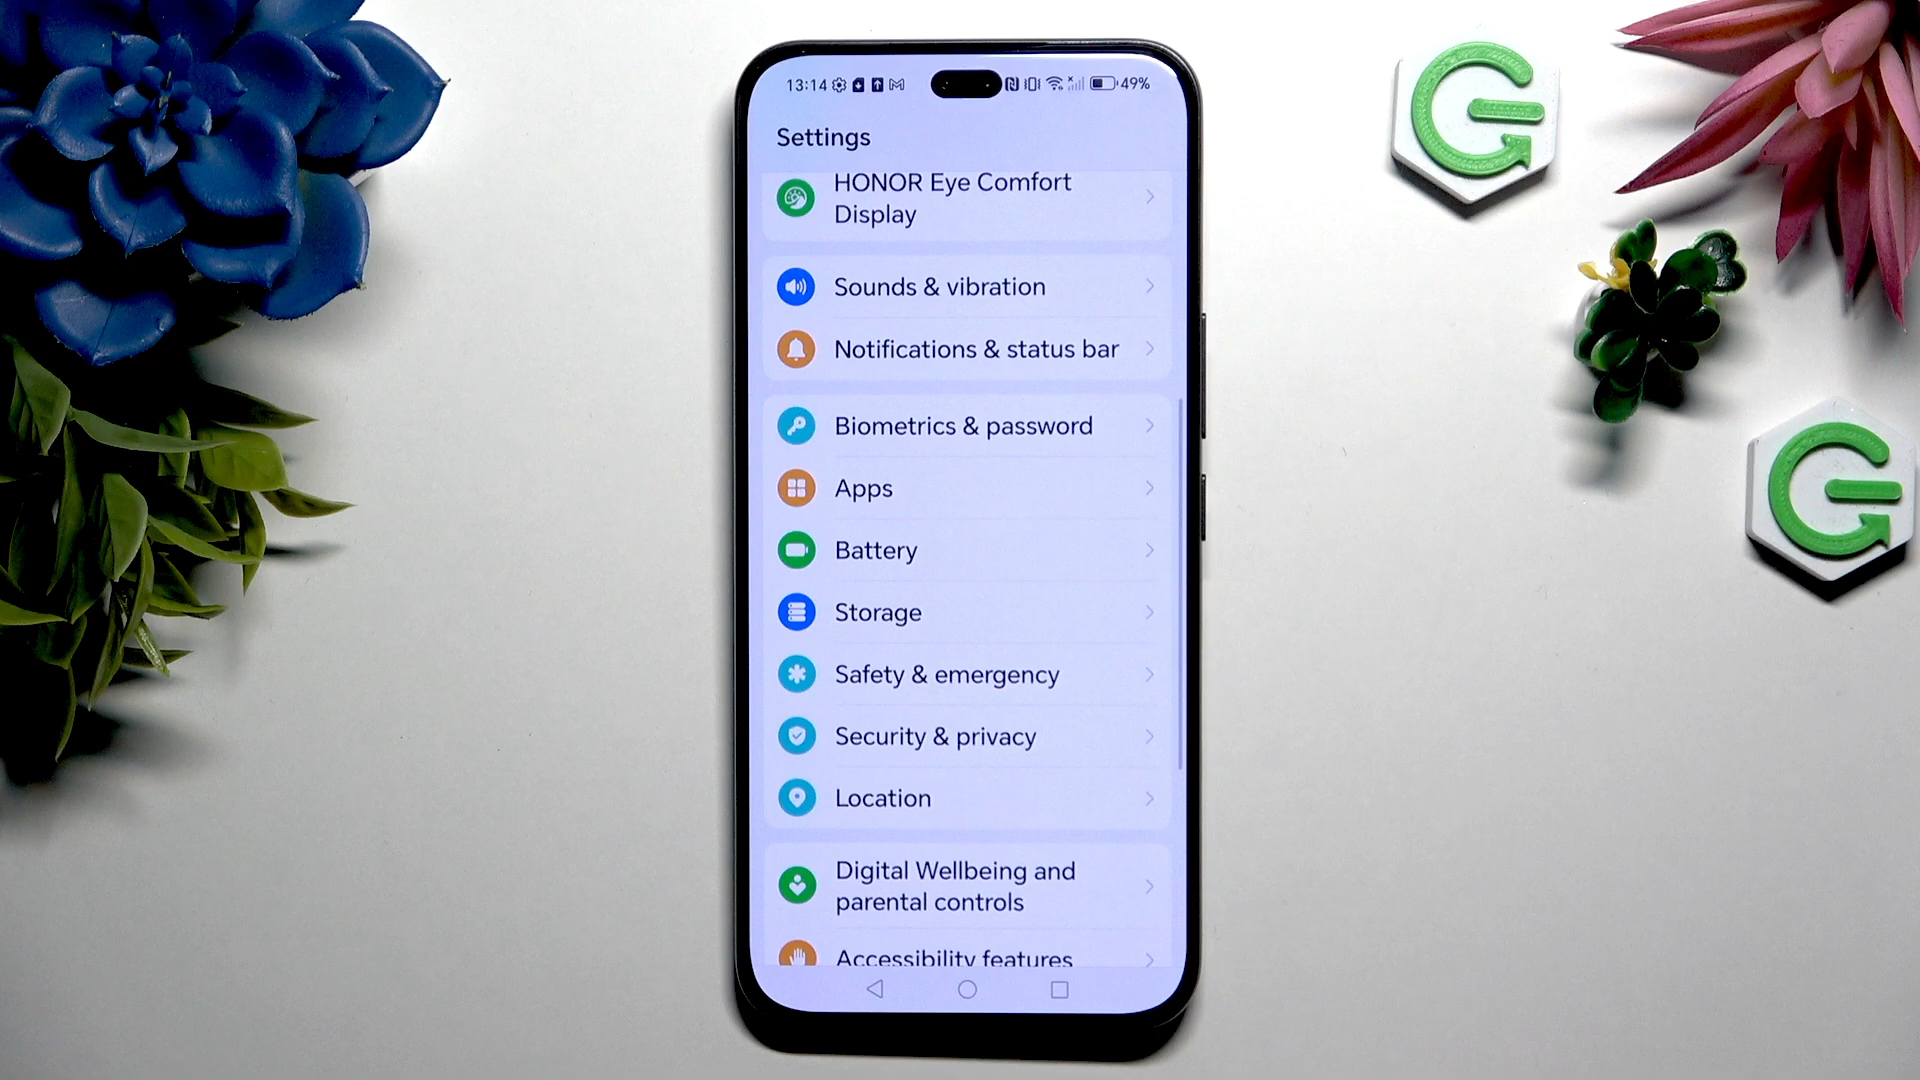 13:14 49%
Settings
HONOR Eye Comfort
Display
Sounds & vibration
Notifications & status bar
Biometrics & password
Apps
Battery
Storage
Safety & emergency
Security & privacy
Location
Digital Wellbeing and
parental controls
Accessibility features